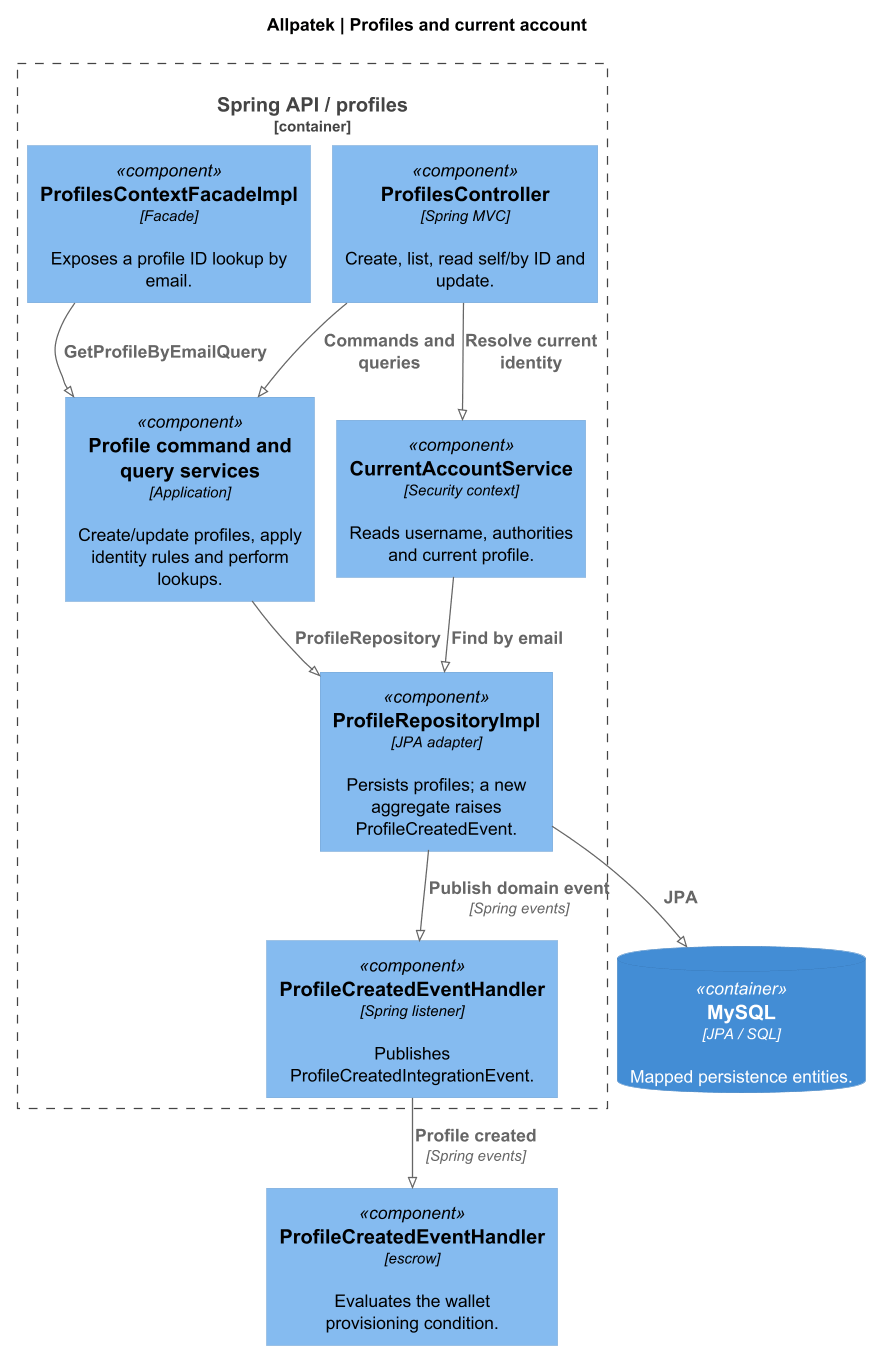 Allpatek | Profiles and current account
Spring API / profiles
[container]
«component»
ProfilesContextFacadeImpl
[Facade]
Exposes a profile ID lookup by
email.
«component»
ProfilesController
[Spring MVC]
Create, list, read self/by ID and
update.
GetProfileByEmailQuery
Commands and
queries
Resolve current
identity
«component»
Profile command and
query services
[Application]
Create/update profiles, apply
identity rules and perform
lookups.
«component»
CurrentAccountService
[Security context]
Reads username, authorities
and current profile.
ProfileRepository
Find by email
«component»
ProfileRepositoryImpl
[JPA adapter]
Persists profiles; a new
aggregate raises
ProfileCreatedEvent.
Publish domain event
[Spring events]
JPA
«component»
ProfileCreatedEventHandler
[Spring listener]
Publishes
ProfileCreatedIntegrationEvent.
«container»
MySQL
[JPA / SQL]
Mapped persistence entities.
Profile created
[Spring events]
«component»
ProfileCreatedEventHandler
[escrow]
Evaluates the wallet
provisioning condition.